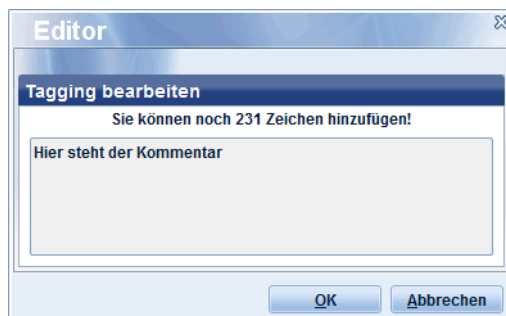 Editor
Tagging bearbeiten
Sie können noch 231 Zeichen hinzufügen!
Hier steht der Kommentar
OK
Abbrechen